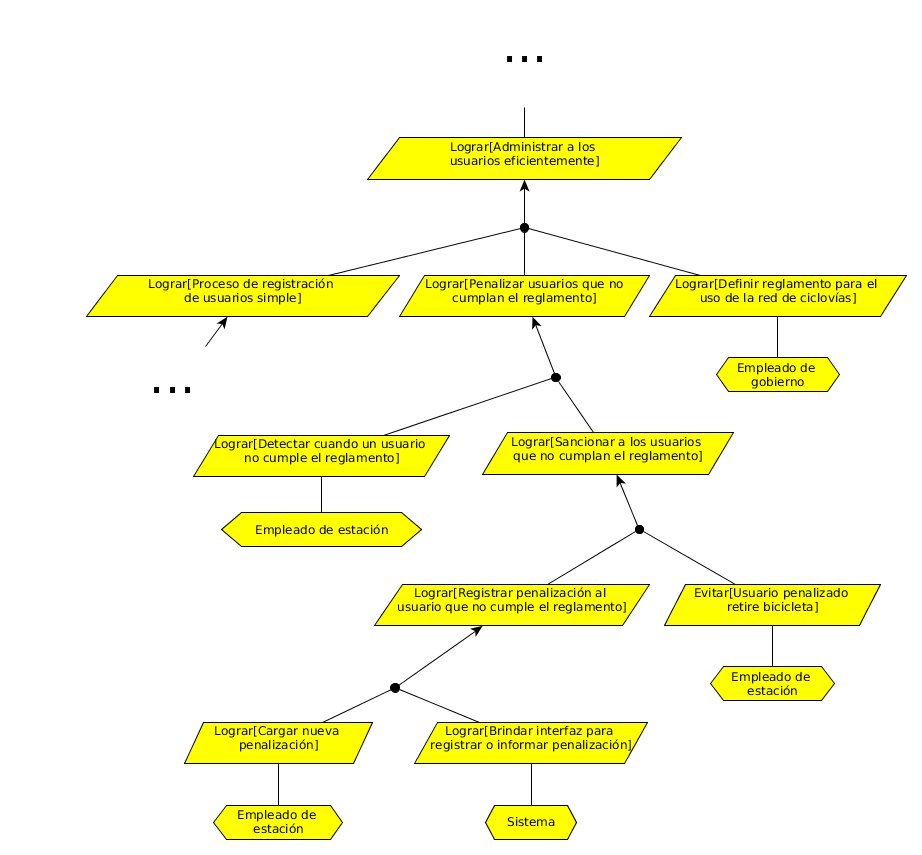 ...
Lograr[Administrar a los
usuarios eficientemente]
Lograr[Proceso de registración
de usuarios simple]
Lograr[Penalizar usuarios que no
cumplan el reglamento]
Lograr[Definir reglamento para el
uso de la red de ciclovías]
...
Empleado de
gobierno
Lograr[Detectar cuando un usuario
no cumple el reglamento]
Lograr[Sancionar a los usuarios
que no cumplan el reglamento]
Empleado de estación
Lograr[Registrar penalización al
usuario que no cumple el reglamento]
Evitar[Usuario penalizado
retire bicicleta]
Empleado de
estación
Lograr[Cargar nueva
penalización]
Lograr[Brindar interfaz para
registrar o informar penalización]
Empleado de
estación
Sistema